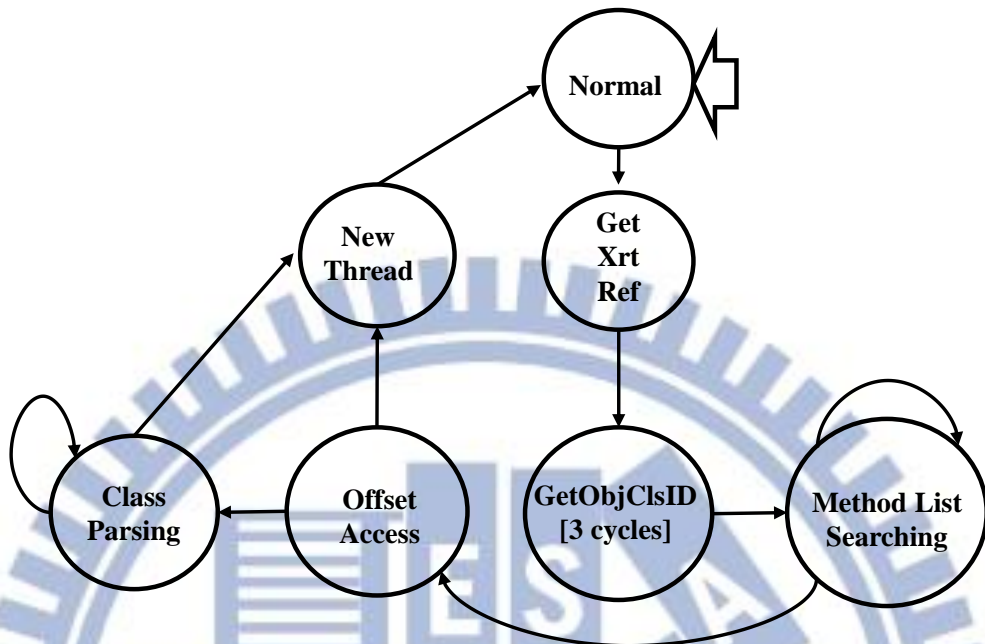 Normal
New
Thread
Get
Xrt
Ref
Class
Parsing
Offset
Access
GetObjClsID
[3 cycles]
Method List
Searching
E S A